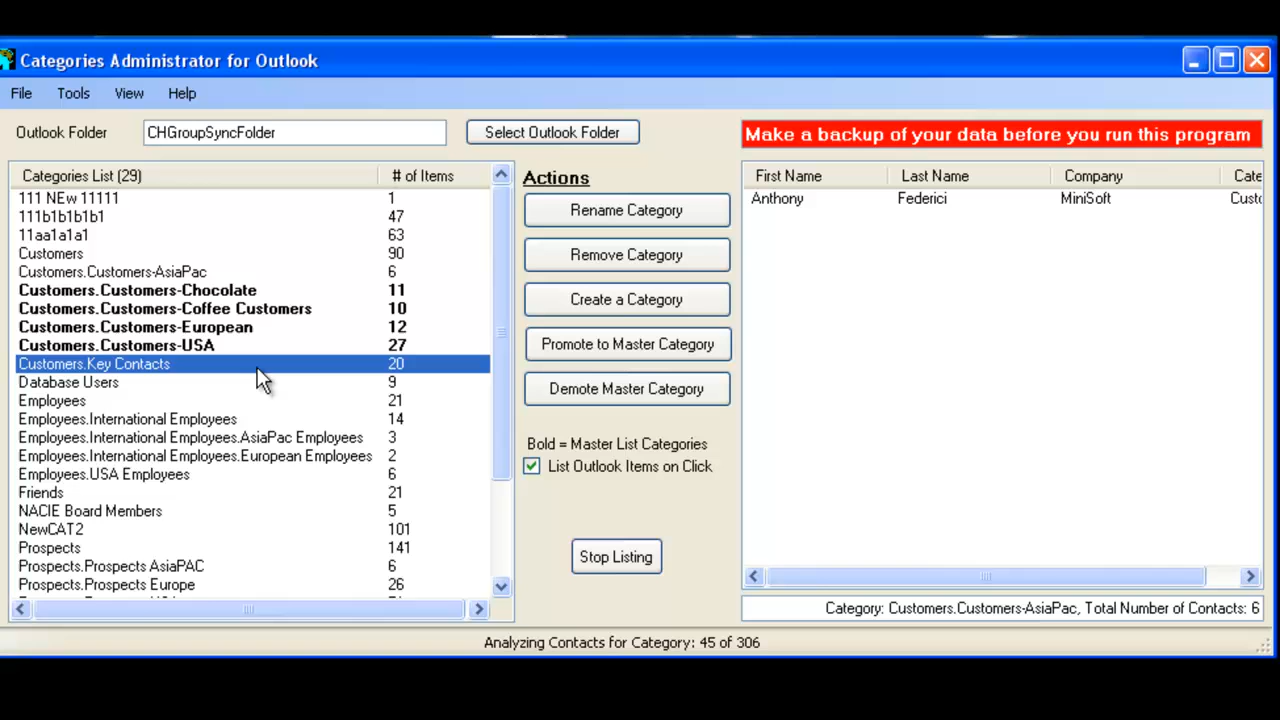 Categories Administrator for Outlook
File Tools View Help
Outlook Folder CHGroupSyncFolder Select Outlook Folder Make a backup of your data before you run this program
Categories List (29) # of Items
111 NEw 11111 1
111b1b1b1b1 47
11aa1a1a1 63
Customers 90
Customers.Customers-AsiaPac 6
Customers.Customers-Chocolate 11
Customers.Customers-Coffee Customers 10
Customers.Customers-European 12
Customers.Customers-USA 27
Customers.Key Contacts 20
Database Users 9
Employees 21
Employees.International Employees 14
Employees.International Employees.AsiaPac Employees 3
Employees.International Employees.European Employees 2
Employees.USA Employees 6
Friends 21
NACIE Board Members 5
NewCAT2 101
Prospects 141
Prospects.Prospects AsiaPAC 6
Prospects.Prospects Europe 26
Actions
Rename Category
Remove Category
Create a Category
Promote to Master Category
Demote Master Category
Bold = Master List Categories
List Outlook Items on Click
Stop Listing
First Name Last Name Company Cate
Anthony Federici MiniSoft Custo
Category: Customers.Customers-AsiaPac, Total Number of Contacts: 6
Analyzing Contacts for Category: 45 of 306